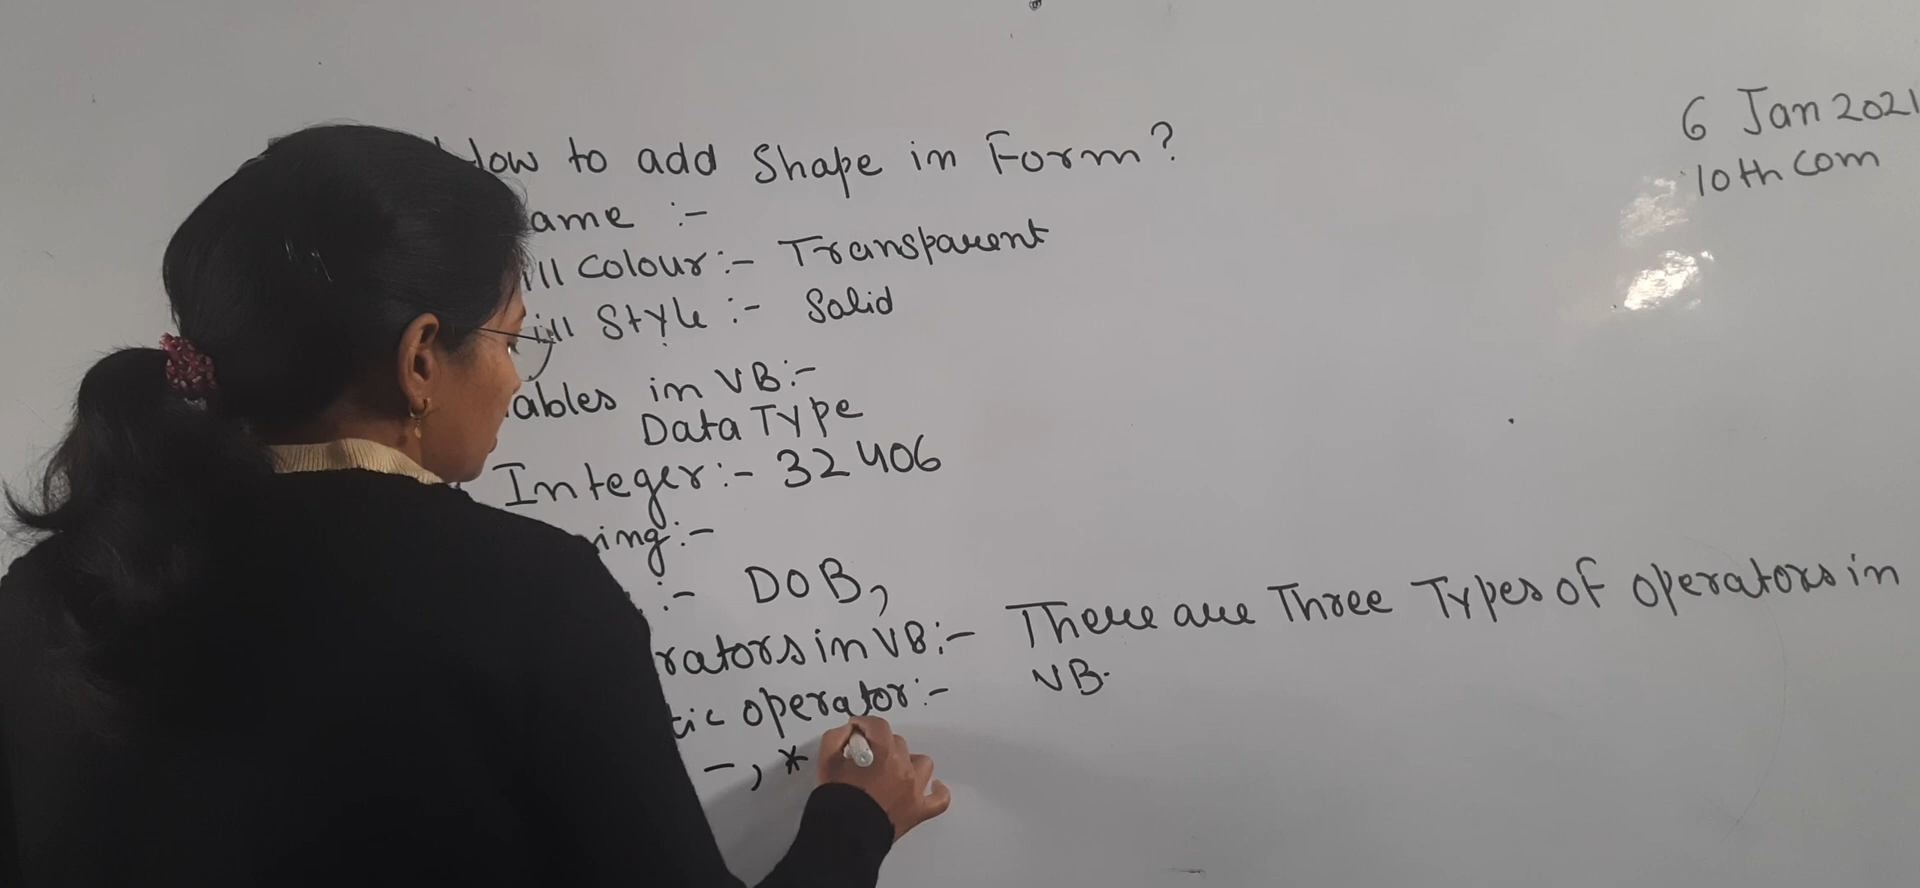 How to add Shape in Form?
6 Jan 2021
10th Com
ame :-
ill Colour :- Transparent
ill Style :- Solid
ables in VB :-
Data Type
Integer :- 32406
ing :-
:- DOB,
rators in VB :- There are Three Types of operators in
VB.
tic operator :-
-, *